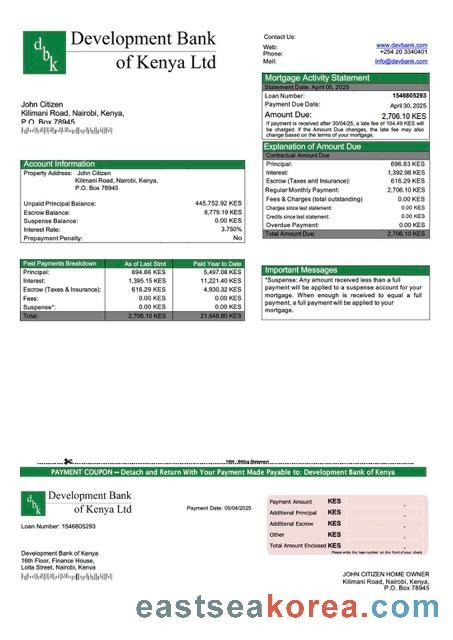 dbk
Development Bank
of Kenya Ltd
Contact Us:
Web: www.devbank.com
Phone: +254 20 3340401
Mail: info@devbank.com
Mortgage Activity Statement
Statement Date: April 05, 2025
Loan Number: 1546805293
Payment Due Date: April 30, 2025
Amount Due: 2,706.10 KES
If payment is received after 30/04/25, a late fee of 104.49 KES will
be charged. If the Amount Due changes, the late fee may also
change based on the terms of your mortgage.
John Citizen
Kilimani Road, Nairobi, Kenya,
P.O. Box 78945
Explanation of Amount Due
Contractual Amount Due
Principal: 696.83 KES
Interest: 1,392.98 KES
Escrow (Taxes and Insurance): 616.29 KES
Regular Monthly Payment: 2,706.10 KES
Fees & Charges (total outstanding) 0.00 KES
Charges since last statement: 0.00 KES
Credits since last statement: 0.00 KES
Overdue Payment: 0.00 KES
Total Amount Due: 2,706.10 KES
Account Information
Property Address: John Citizen
Kilimani Road, Nairobi, Kenya,
P.O. Box 78945
Unpaid Principal Balance: 445,752.92 KES
Escrow Balance: 6,779.19 KES
Suspense Balance: 0.00 KES
Interest Rate: 3.750%
Prepayment Penalty: No
Past Payments Breakdown As of Last Stmt Paid Year to Date
Principal: 694.66 KES 5,497.08 KES
Interest: 1,395.15 KES 11,221.40 KES
Escrow (Taxes & Insurance): 616.29 KES 4,930.32 KES
Fees: 0.00 KES 0.00 KES
Suspense*: 0.00 KES 0.00 KES
Total: 2,706.10 KES 21,648.80 KES
Important Messages
*Suspense: Any amount received less than a full
payment will be applied to a suspense account for your
mortgage. When enough is received to equal a full
payment, a full payment will be applied to your
mortgage.
Billing Statement
PAYMENT COUPON – Detach and Return With Your Payment Made Payable to: Development Bank of Kenya
dbk
Development Bank
of Kenya Ltd
Loan Number: 1546805293
Payment Date: 05/04/2025
Payment Amount KES
Additional Principal KES
Additional Escrow KES
Other KES
Total Amount Enclosed KES
Please write the loan number on the front of your check
Development Bank of Kenya
16th Floor, Finance House,
Loita Street, Nairobi, Kenya
JOHN CITIZEN HOME OWNER
Kilimani Road, Nairobi, Kenya,
P.O. Box 78945
eastseakorea.com